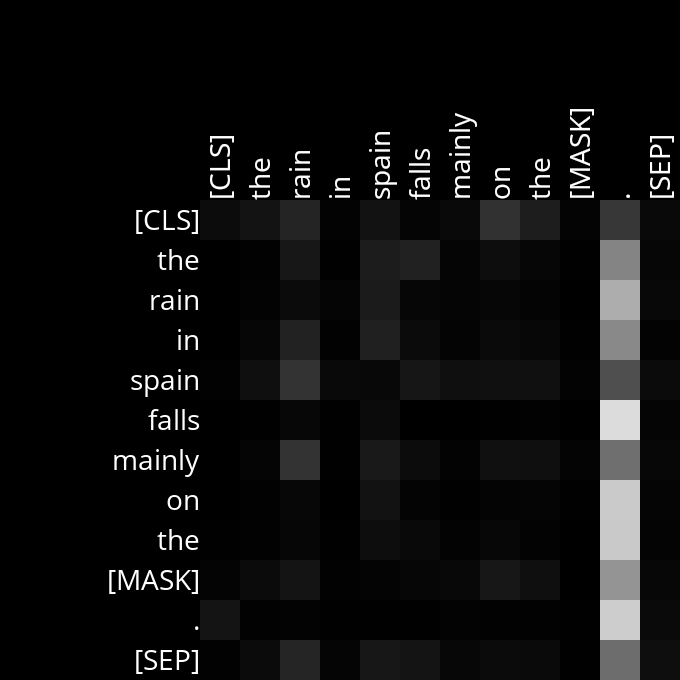 [CLS] the rain in spain falls mainly on the [MASK] . [SEP]
[CLS]
the
rain
in
spain
falls
mainly
on
the
[MASK]
.
[SEP]